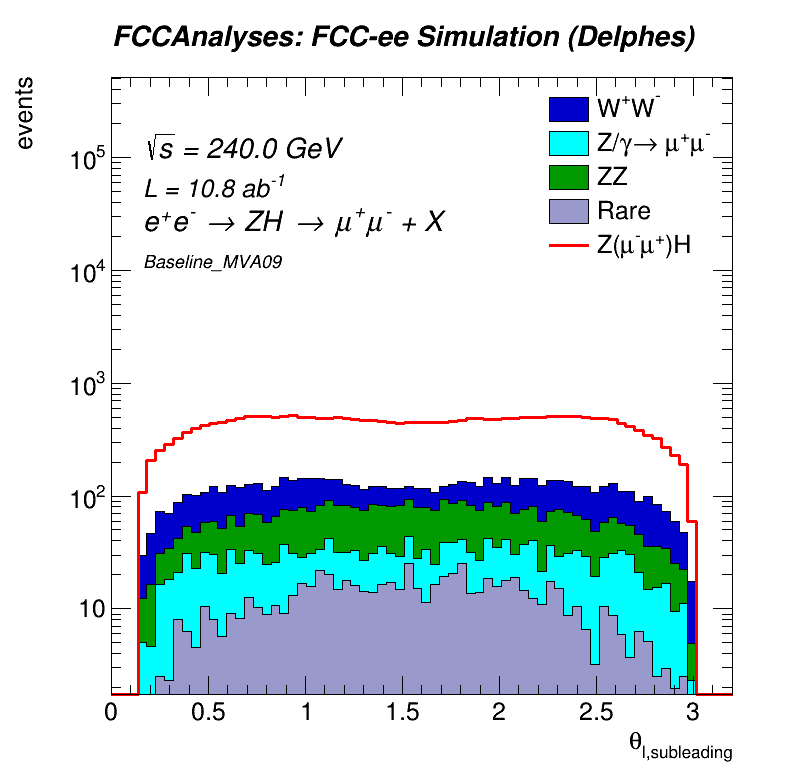 FCCAnalyses: FCC-ee Simulation (Delphes)
events
√s = 240.0 GeV
L = 10.8 ab⁻¹
e⁺e⁻ → ZH → μ⁺μ⁻ + X
Baseline_MVA09
W⁺W⁻
Z/γ→ μ⁺μ⁻
ZZ
Rare
Z(μ⁻μ⁺)H
10⁵
10⁴
10³
10²
10
0 0.5 1 1.5 2 2.5 3
θl,subleading